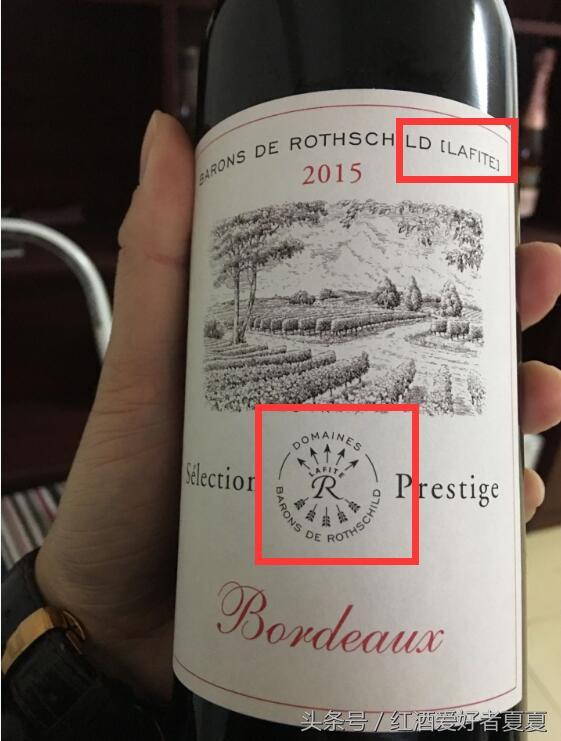 BARONS DE ROTHSCHILD [LAFITE]
2015
DOMAINES
LAFITE
R
BARONS DE ROTHSCHILD
Sélection Prestige
Bordeaux
头条号 / 红酒爱好者夏夏